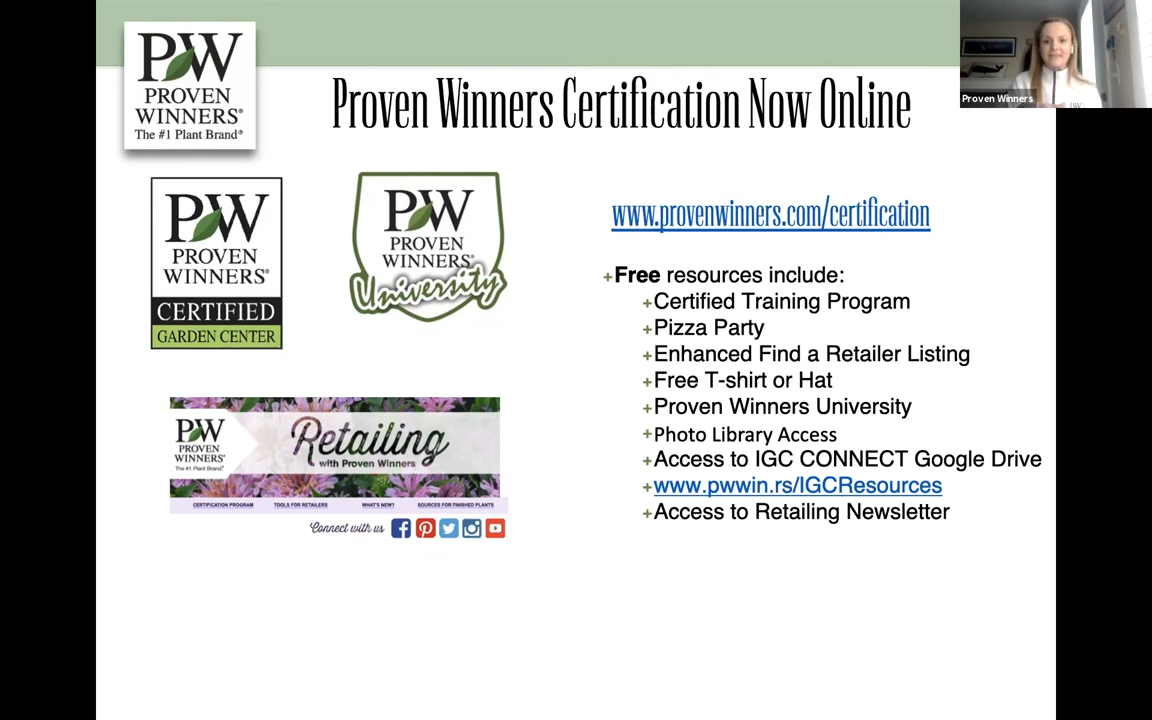 PW
PROVEN
WINNERS®
The #1 Plant Brand®
Proven Winners Certification Now Online
Proven Winners
PW
PROVEN
WINNERS®
CERTIFIED
GARDEN CENTER
PW
PROVEN
WINNERS®
University
www.provenwinners.com/certification
+Free resources include:
+Certified Training Program
+Pizza Party
+Enhanced Find a Retailer Listing
+Free T-shirt or Hat
+Proven Winners University
+Photo Library Access
+Access to IGC CONNECT Google Drive
+www.pwwin.rs/IGCResources
+Access to Retailing Newsletter
PW
PROVEN
WINNERS®
The #1 Plant Brand®
Retailing
with Proven Winners
CERTIFICATION PROGRAM TOOLS FOR RETAILERS WHAT'S NEW? SOURCES FOR FINISHED PLANTS
Connect with us